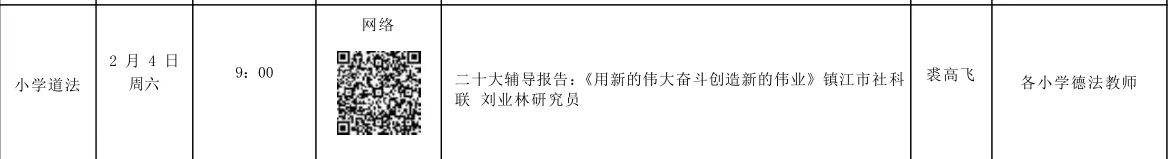 小学道法
2 月 4 日
周六
9：00
网络
二十大辅导报告：《用新的伟大奋斗创造新的伟业》镇江市社科
联 刘业林研究员
裘高飞
各小学德法教师